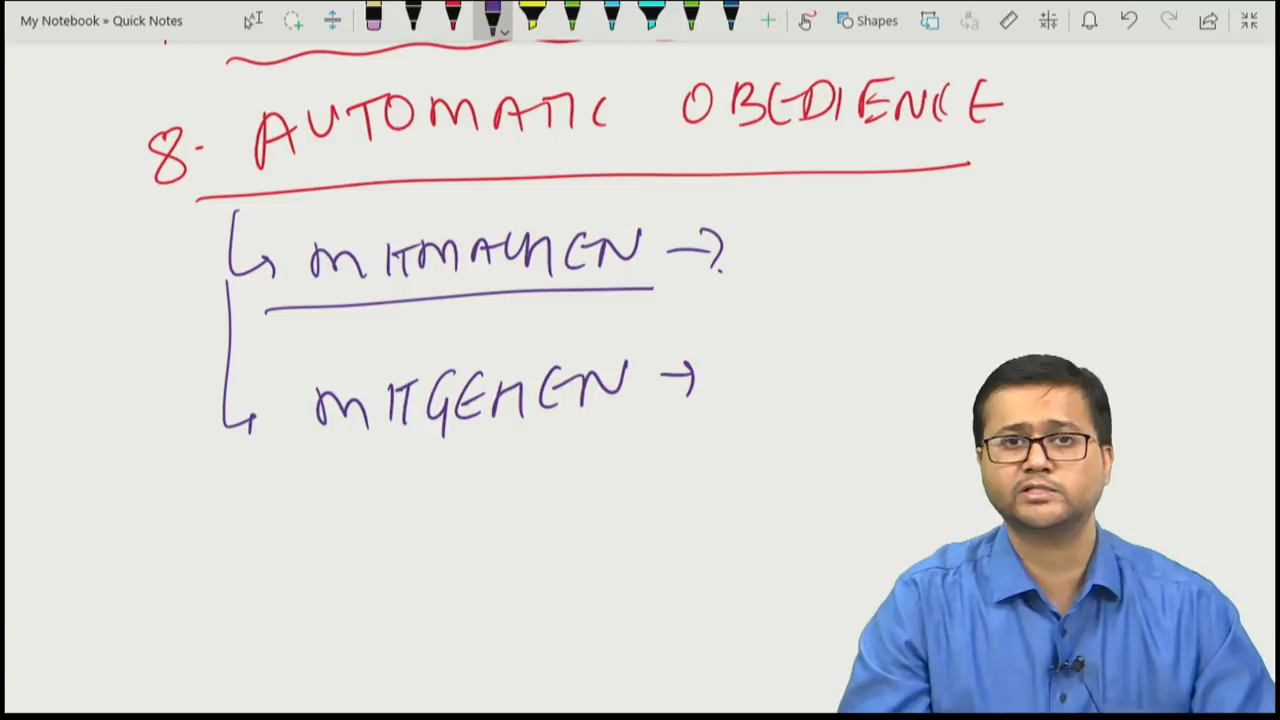 My Notebook » Quick Notes
Shapes
8. AUTOMATIC OBEDIENCE
↳ MITMACHEN →?
↳ MITGEHEN →